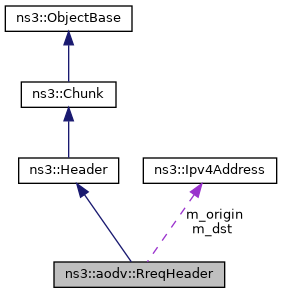 ns3::ObjectBase
ns3::Chunk
ns3::Header
ns3::Ipv4Address
m_origin
m_dst
ns3::aodv::RreqHeader